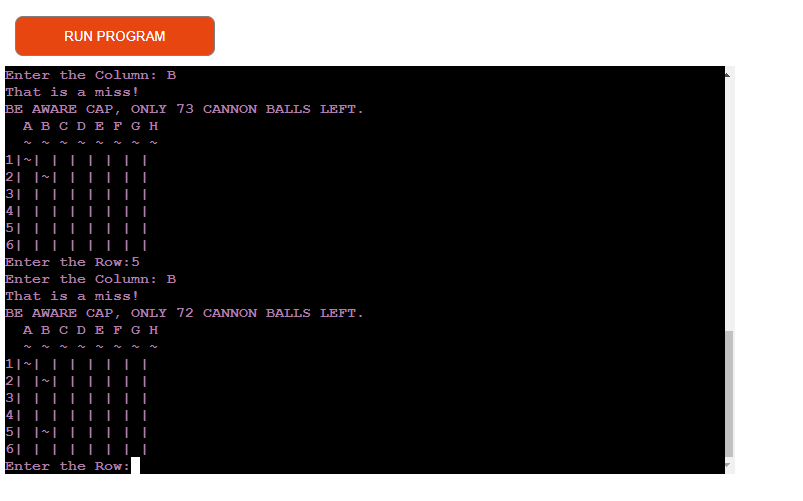 RUN PROGRAM
Enter the Column: B
That is a miss!
BE AWARE CAP, ONLY 73 CANNON BALLS LEFT.
  A B C D E F G H
  ~ ~ ~ ~ ~ ~ ~ ~
1|~| | | | | | |
2| |~| | | | | |
3| | | | | | | |
4| | | | | | | |
5| | | | | | | |
6| | | | | | | |
Enter the Row:5
Enter the Column: B
That is a miss!
BE AWARE CAP, ONLY 72 CANNON BALLS LEFT.
  A B C D E F G H
  ~ ~ ~ ~ ~ ~ ~ ~
1|~| | | | | | |
2| |~| | | | | |
3| | | | | | | |
4| | | | | | | |
5| |~| | | | | |
6| | | | | | | |
Enter the Row: